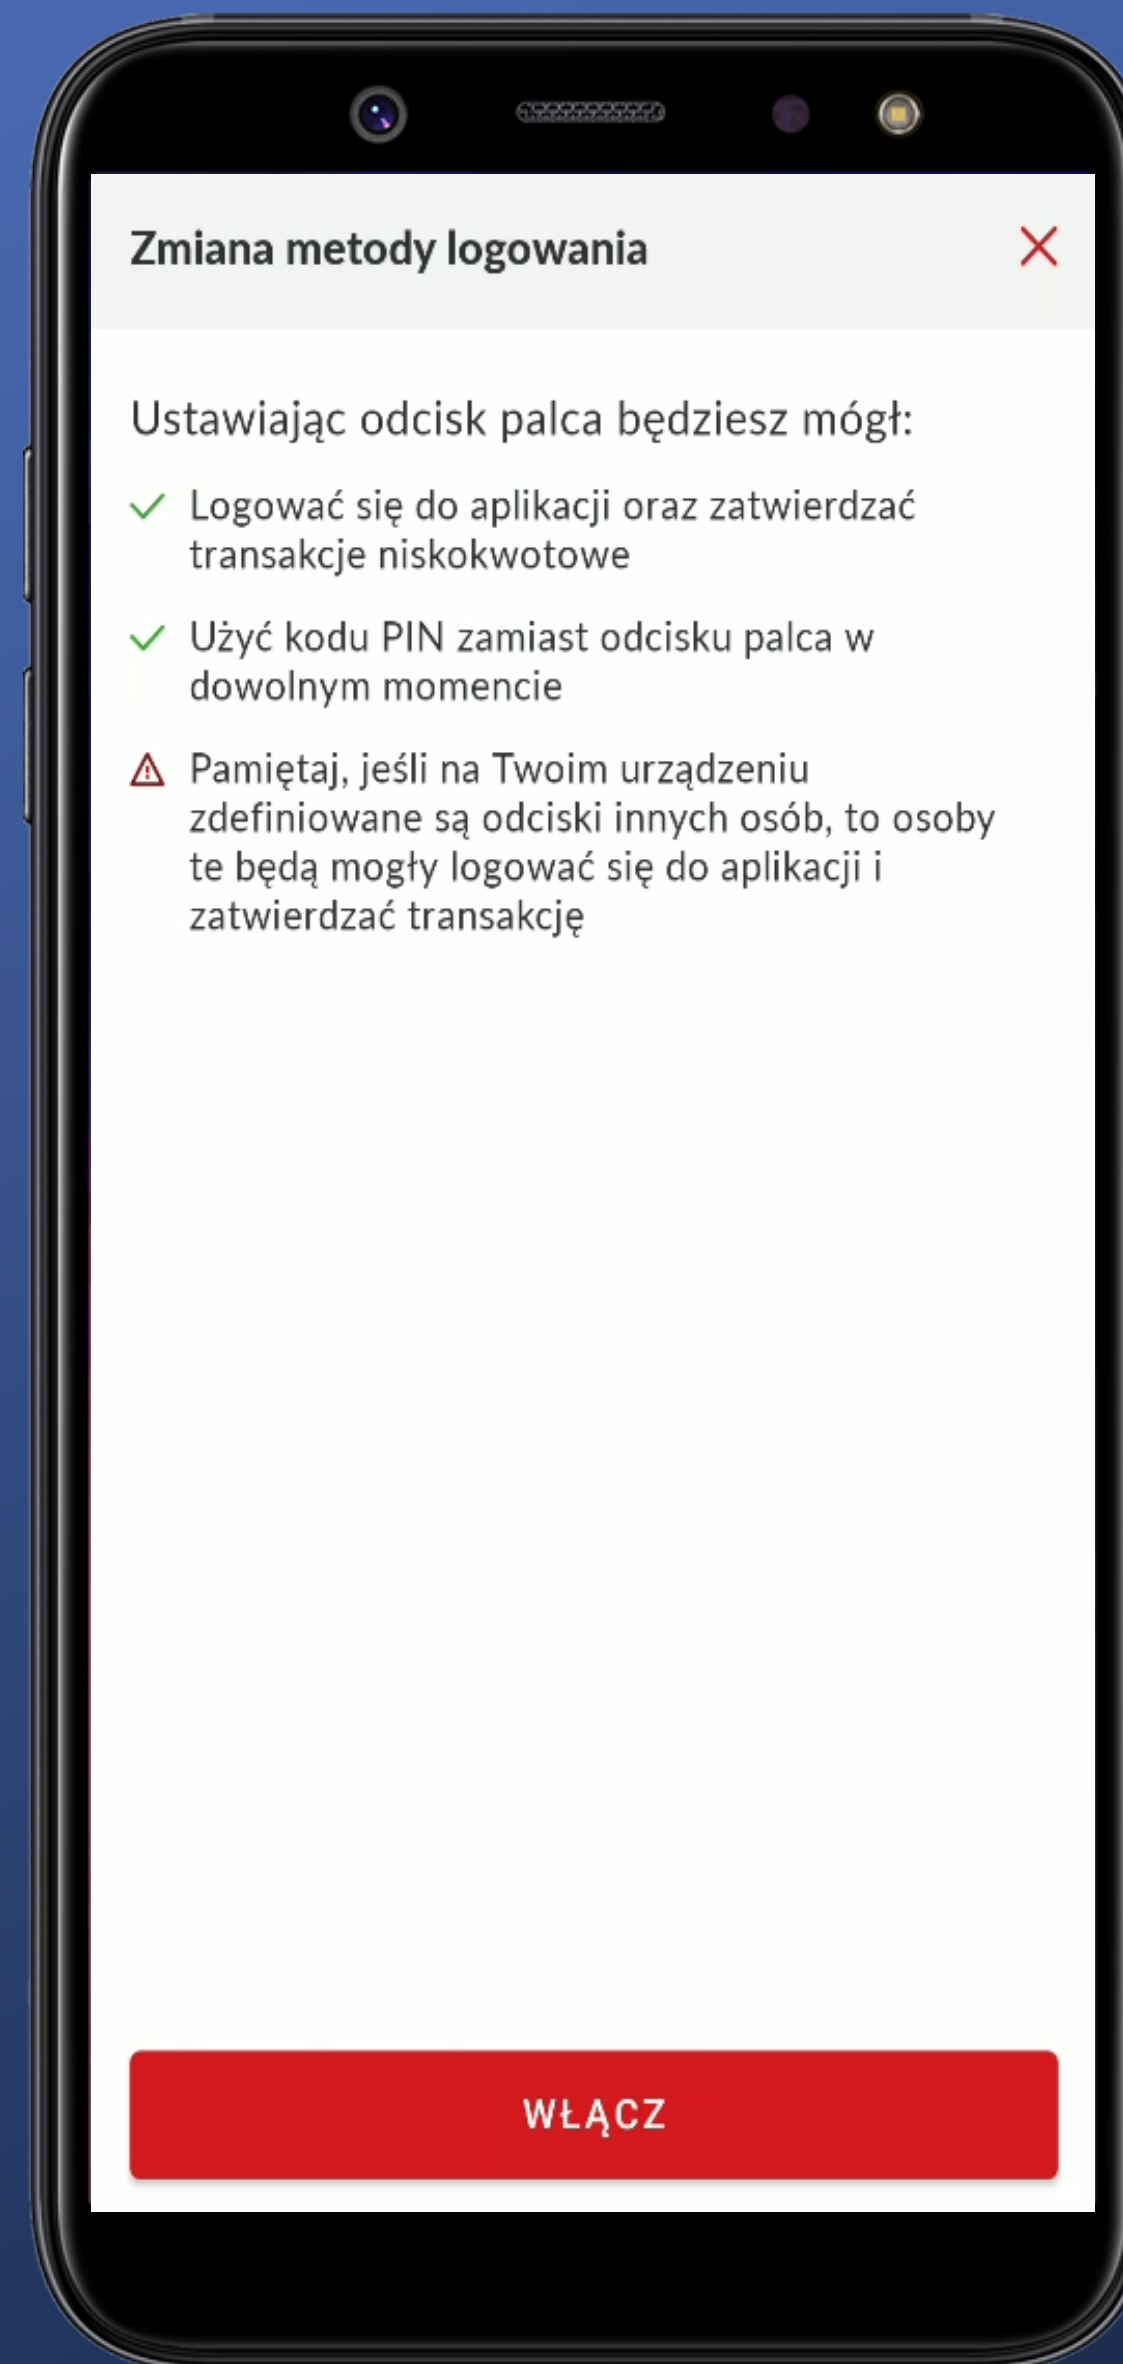 Zmiana metody logowania
Ustawiając odcisk palca będziesz mógł:
Logować się do aplikacji oraz zatwierdzać
transakcje niskokwotowe
Użyć kodu PIN zamiast odcisku palca w
dowolnym momencie
Pamiętaj, jeśli na Twoim urządzeniu
zdefiniowane są odciski innych osób, to osoby
te będą mogły logować się do aplikacji i
zatwierdzać transakcję
WŁĄCZ